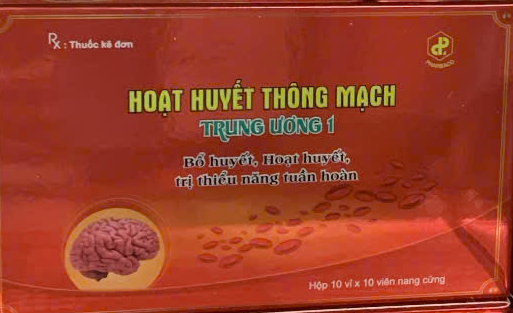 Rx : Thuốc kê đơn
PHARBACO
HOẠT HUYẾT THÔNG MẠCH
TRUNG ƯƠNG 1
Bổ huyết, Hoạt huyết,
trị thiểu năng tuần hoàn
Hộp 10 vỉ x 10 viên nang cứng